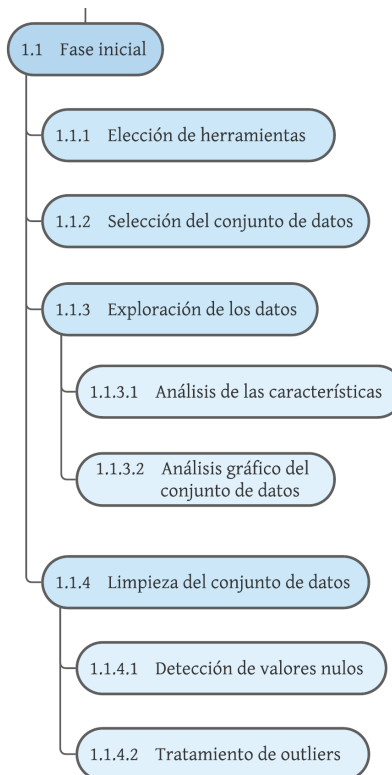 1.1 Fase inicial
1.1.1 Elección de herramientas
1.1.2 Selección del conjunto de datos
1.1.3 Exploración de los datos
1.1.3.1 Análisis de las características
1.1.3.2 Análisis gráfico del
conjunto de datos
1.1.4 Limpieza del conjunto de datos
1.1.4.1 Detección de valores nulos
1.1.4.2 Tratamiento de outliers